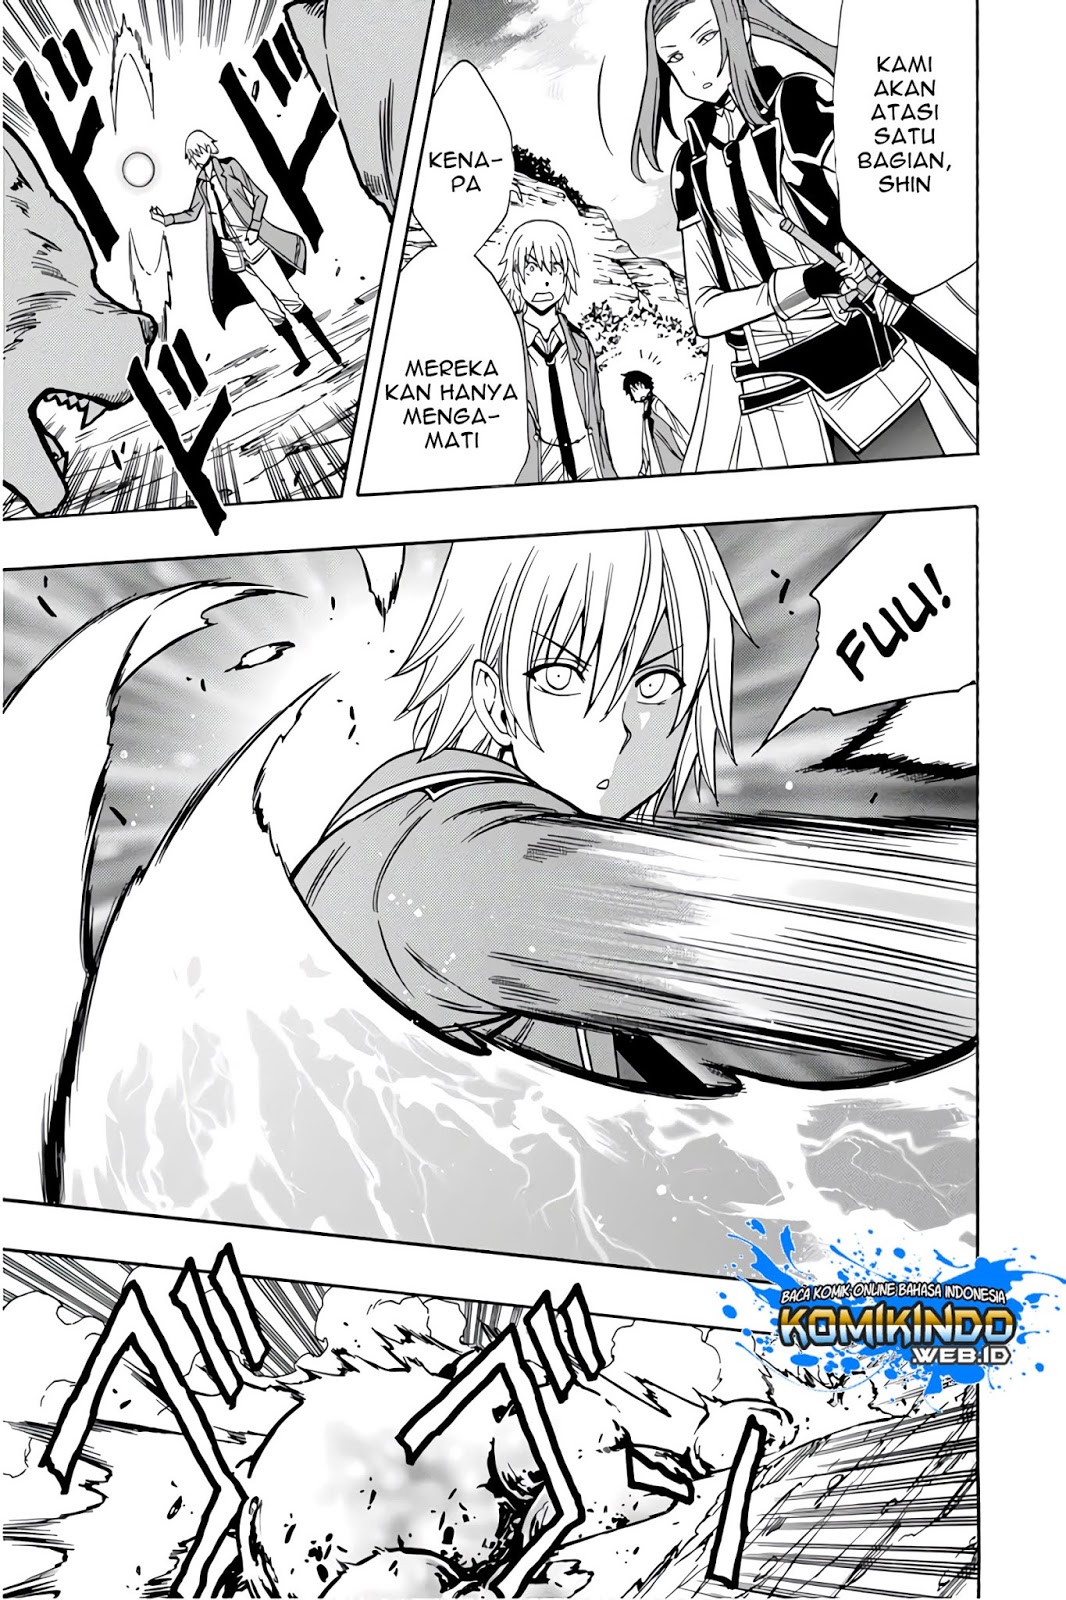 KAMI
AKAN
ATASI
SATU
BAGIAN,
SHIN
KENA-
PA
MEREKA
KAN HANYA
MENGA-
MATI
ドドドド
FUU!
BACA KOMIK ONLINE BAHASA INDONESIA
KOMIKINDO
.WEB.ID